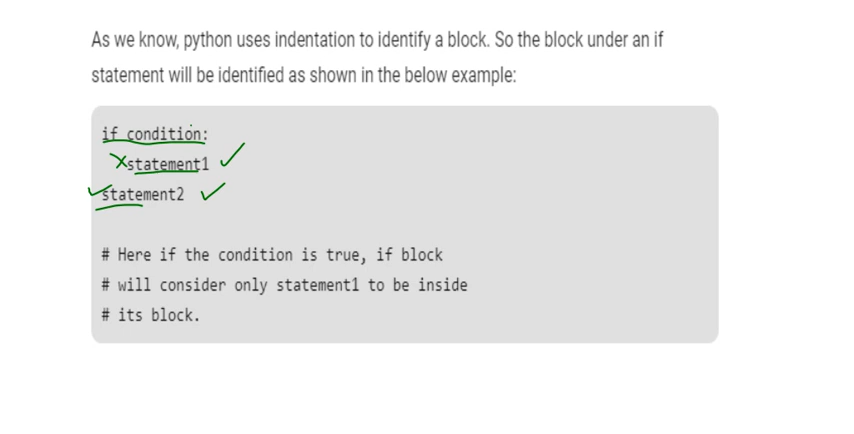 As we know, python uses indentation to identify a block. So the block under an if
statement will be identified as shown in the below example:
if condition:
statement1
statement2
# Here if the condition is true, if block
# will consider only statement1 to be inside
# its block.